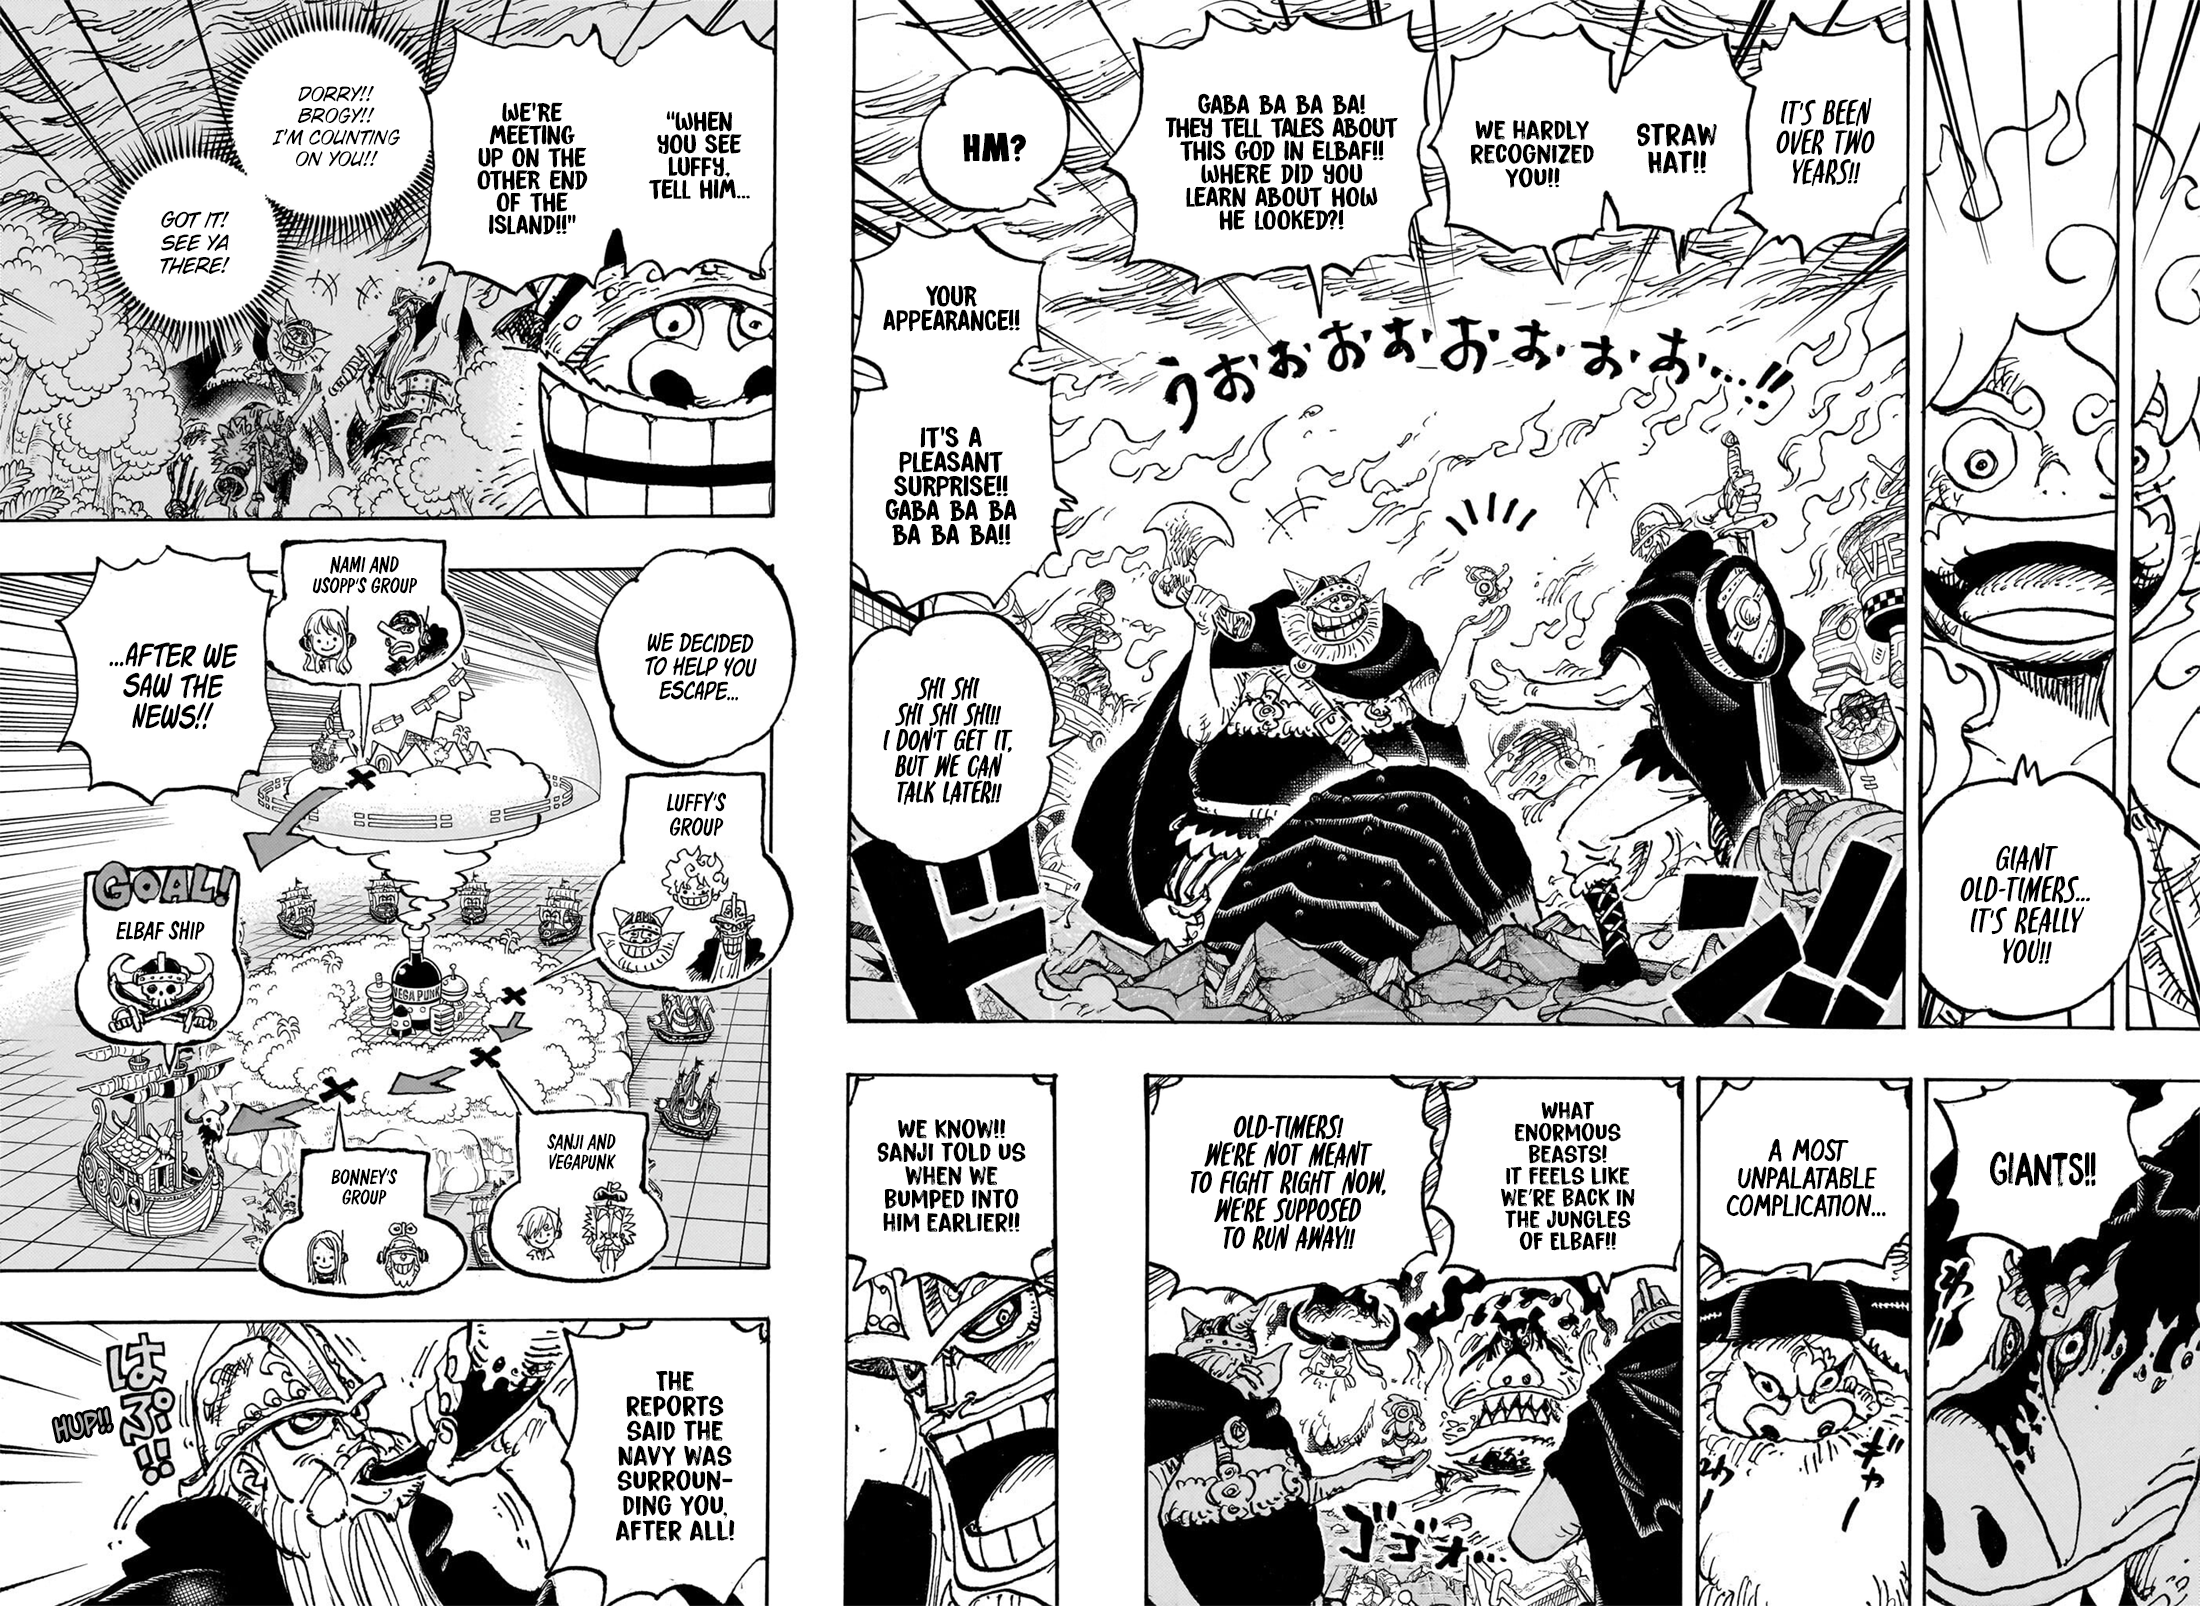 GIANT
OLD-TIMERS...
IT'S REALLY
YOU!!
IT'S BEEN
OVER TWO
YEARS!!
STRAW
HAT!!
WE HARDLY
RECOGNIZED
YOU!!
GABA BA BA BA!
THEY TELL TALES ABOUT
THIS GOD IN ELBAF!!
WHERE DID YOU
LEARN ABOUT HOW
HE LOOKED?!
HM?
YOUR
APPEARANCE!!
IT'S A
PLEASANT
SURPRISE!!
GABA BA BA
BA BA BA!!
SHI SHI
SHI SHI SHI!!
I DON'T GET IT,
BUT WE CAN
TALK LATER!!
うおおおおおおおお...!!
VE
ドン!!
GIANTS!!
A MOST
UNPALATABLE
COMPLICATION...
WHAT
ENORMOUS
BEASTS!
IT FEELS LIKE
WE'RE BACK IN
THE JUNGLES
OF ELBAF!!
OLD-TIMERS!
WE'RE NOT MEANT
TO FIGHT RIGHT NOW,
WE'RE SUPPOSED
TO RUN AWAY!!
ゴゴゴォ...
WE KNOW!!
SANJI TOLD US
WHEN WE
BUMPED INTO
HIM EARLIER!!
"WHEN
YOU SEE
LUFFY,
TELL HIM...
WE'RE
MEETING
UP ON THE
OTHER END
OF THE
ISLAND!!"
DORRY!!
BROGY!!
I'M COUNTING
ON YOU!!
GOT IT!
SEE YA
THERE!
WE DECIDED
TO HELP YOU
ESCAPE...
...AFTER WE
SAW THE
NEWS!!
NAMI AND
USOPP'S GROUP
LUFFY'S
GROUP
GOAL!
ELBAF SHIP
VEGAPUNK
SANJI AND
VEGAPUNK
BONNEY'S
GROUP
THE
REPORTS
SAID THE
NAVY WAS
SURROUN-
DING YOU,
AFTER ALL!
はぷ!!
HUP!!